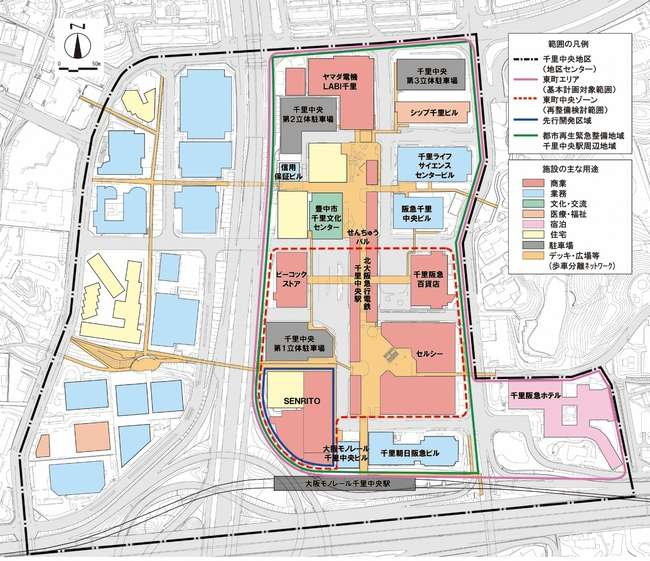 N
0 50m
範囲の凡例
千里中央地区
(地区センター)
東町エリア
(基本計画対象範囲)
東町中央ゾーン
(再整備検討範囲)
先行開発区域
都市再生緊急整備地域
千里中央駅周辺地域
施設の主な用途
商業
業務
文化・交流
医療・福祉
宿泊
住宅
駐車場
デッキ・広場等
(歩車分離ネットワーク)
ヤマダ電機
LABI千里
千里中央
第3立体駐車場
千里中央
第2立体駐車場
シップ千里ビル
信用
保証ビル
千里ライフ
サイエンス
センタービル
豊中市
千里文化
センター
阪急千里
中央ビル
せんちゅう
パル
北大阪急行電鉄
千里中央駅
ピーコック
ストア
千里阪急
百貨店
千里中央
第1立体駐車場
セルシー
SENRITO
千里阪急ホテル
大阪モノレール
千里中央ビル
千里朝日阪急ビル
大阪モノレール千里中央駅